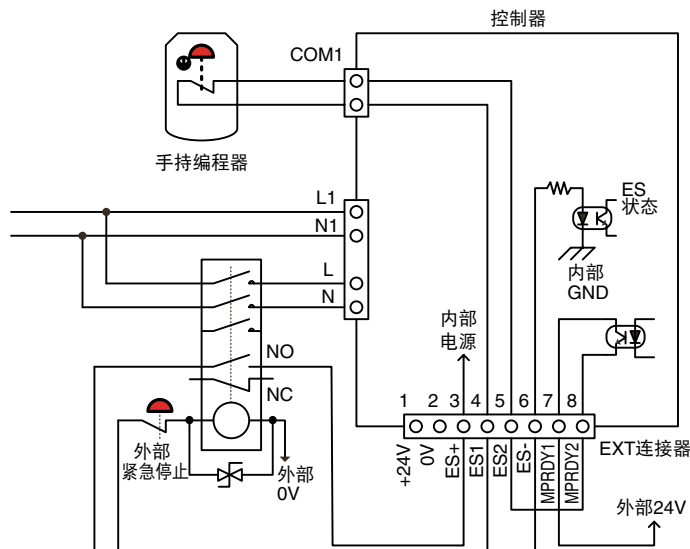 控制器
COM1
手持编程器
L1
N1
L
N
ES
状态
内部
GND
内部
电源
NO
NC
1 2 3 4 5 6 7 8
+24V
0V
ES+
ES1
ES2
ES-
MPRDY1
MPRDY2
EXT连接器
外部
紧急停止
外部
0V
外部24V